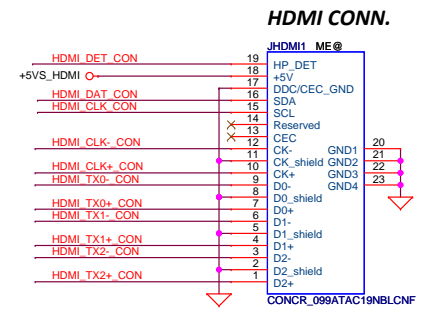 HDMI CONN.
JHDMI1 ME@
HDMI_DET_CON 19 HP_DET
+5VS_HDMI 18 +5V
17 DDC/CEC_GND
HDMI_DAT_CON 16 SDA
HDMI_CLK_CON 15 SCL
14 Reserved
13 CEC
HDMI_CLK-_CON 12 CK- GND1 20
11 CK_shield GND2 21
HDMI_CLK+_CON 10 CK+ GND3 22
HDMI_TX0-_CON 9 D0- GND4 23
8 D0_shield
HDMI_TX0+_CON 7 D0+
HDMI_TX1-_CON 6 D1-
5 D1_shield
HDMI_TX1+_CON 4 D1+
HDMI_TX2-_CON 3 D2-
2 D2_shield
HDMI_TX2+_CON 1 D2+
CONCR_099ATAC19NBLCNF